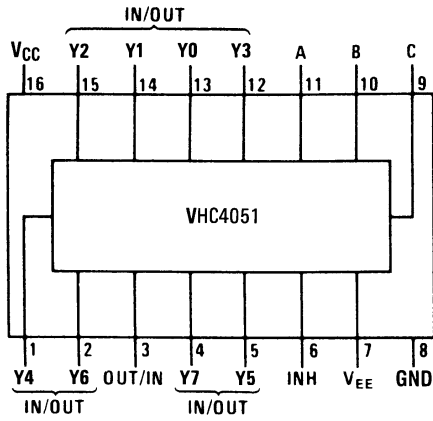 IN/OUT
VCC Y2 Y1 Y0 Y3 A B C
16 15 14 13 12 11 10 9
VHC4051
1 2 3 4 5 6 7 8
Y4 Y6 OUT/IN Y7 Y5 INH VEE GND
IN/OUT IN/OUT